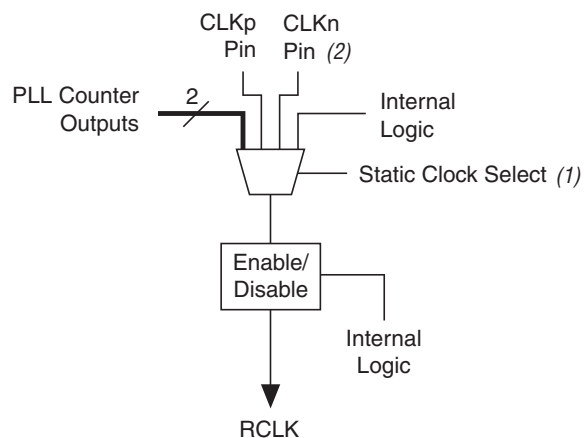 CLKp
Pin
CLKn
Pin (2)
PLL Counter
Outputs
2
Internal
Logic
Static Clock Select (1)
Enable/
Disable
Internal
Logic
RCLK